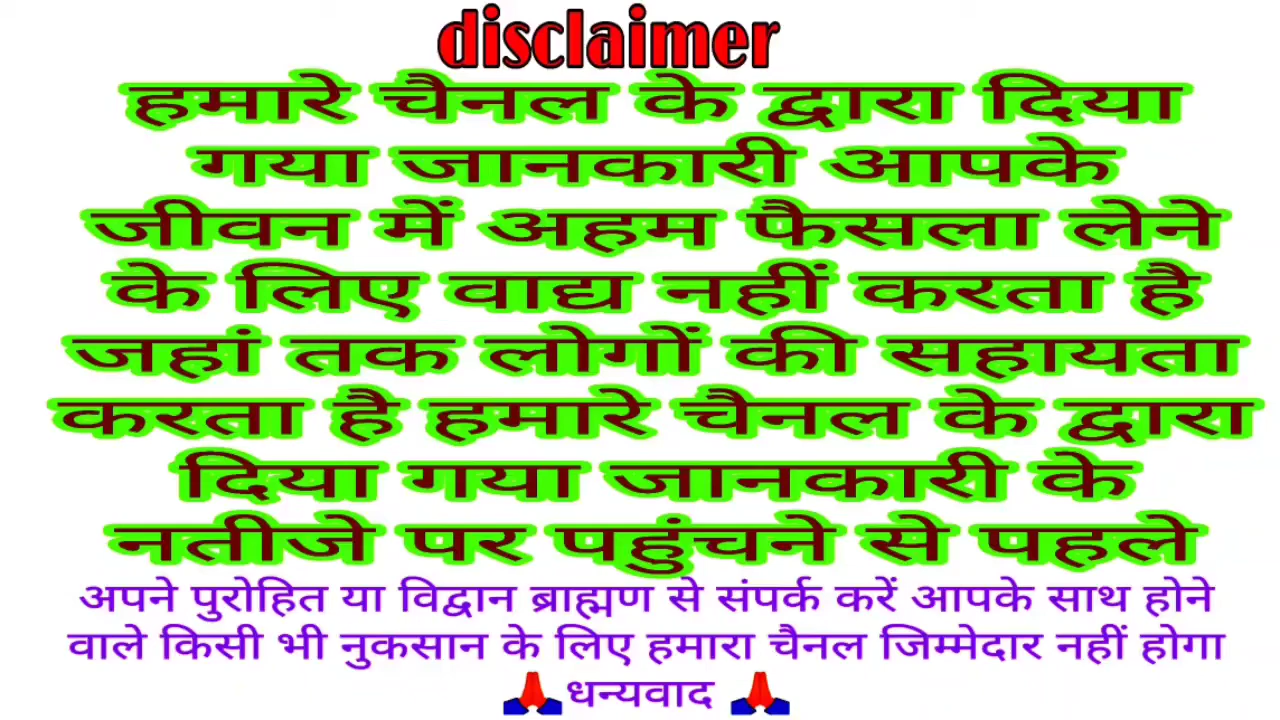 disclaimer
हमारे चैनल के द्वारा दिया
गया जानकारी आपके
जीवन में अहम फैसला लेने
के लिए वाद्य नहीं करता है
जहां तक लोगों की सहायता
करता है हमारे चैनल के द्वारा
दिया गया जानकारी के
नतीजे पर पहुंचने से पहले
अपने पुरोहित या विद्वान ब्राह्मण से संपर्क करें आपके साथ होने
वाले किसी भी नुकसान के लिए हमारा चैनल जिम्मेदार नहीं होगा
🙏धन्यवाद 🙏